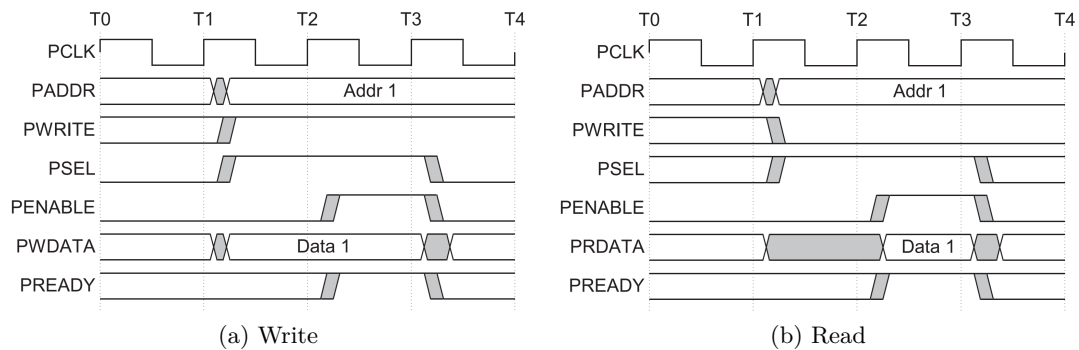 T0 T1 T2 T3 T4
PCLK
PADDR Addr 1
PWRITE
PSEL
PENABLE
PWDATA Data 1
PREADY
(a) Write
T0 T1 T2 T3 T4
PCLK
PADDR Addr 1
PWRITE
PSEL
PENABLE
PRDATA Data 1
PREADY
(b) Read